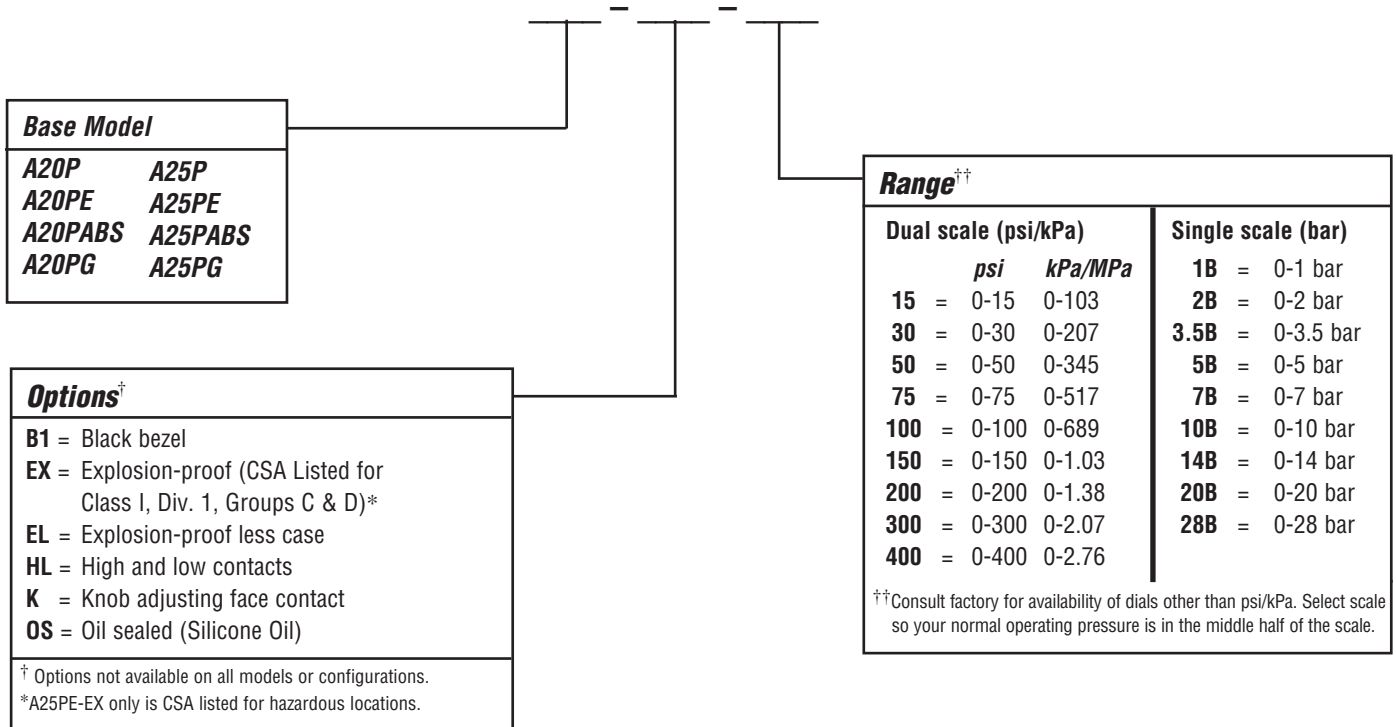 Base Model
A20P A25P
A20PE A25PE
A20PABS A25PABS
A20PG A25PG
Options†
B1 = Black bezel
EX = Explosion-proof (CSA Listed for
Class I, Div. 1, Groups C & D)*
EL = Explosion-proof less case
HL = High and low contacts
K = Knob adjusting face contact
OS = Oil sealed (Silicone Oil)
† Options not available on all models or configurations.
*A25PE-EX only is CSA listed for hazardous locations.
Range††
Dual scale (psi/kPa)
psi kPa/MPa
15 = 0-15 0-103
30 = 0-30 0-207
50 = 0-50 0-345
75 = 0-75 0-517
100 = 0-100 0-689
150 = 0-150 0-1.03
200 = 0-200 0-1.38
300 = 0-300 0-2.07
400 = 0-400 0-2.76
Single scale (bar)
1B = 0-1 bar
2B = 0-2 bar
3.5B = 0-3.5 bar
5B = 0-5 bar
7B = 0-7 bar
10B = 0-10 bar
14B = 0-14 bar
20B = 0-20 bar
28B = 0-28 bar
††Consult factory for availability of dials other than psi/kPa. Select scale
so your normal operating pressure is in the middle half of the scale.